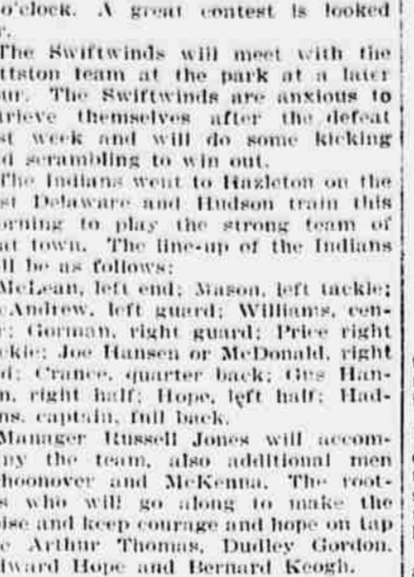 o'clock. A great contest is looked
r.
The Swiftwinds will meet with the
ttston team at the park at a later
our. The Swiftwinds are anxious to
trieve themselves after the defeat
st week and will do some kicking
d scrambling to win out.
The Indians went to Hazleton on the
st Delaware and Hudson train this
orning to play the strong team of
at town. The line-up of the Indians
ll be as follows:
McLean, left end; Mason, left tackle;
Andrew, left guard; Williams, cen-
r; Gorman, right guard; Price right
ckle; Joe Hansen or McDonald, right
d; Crance, quarter back; Gus Han-
n, right half; Hope, left half; Had-
ns, captain, full back.
Manager Russell Jones will accom-
ny the team, also additional men
hoonover and McKenna. The root-
s who will go along to make the
oise and keep courage and hope on tap
e Arthur Thomas, Dudley Gordon,
dward Hope and Bernard Keogh.